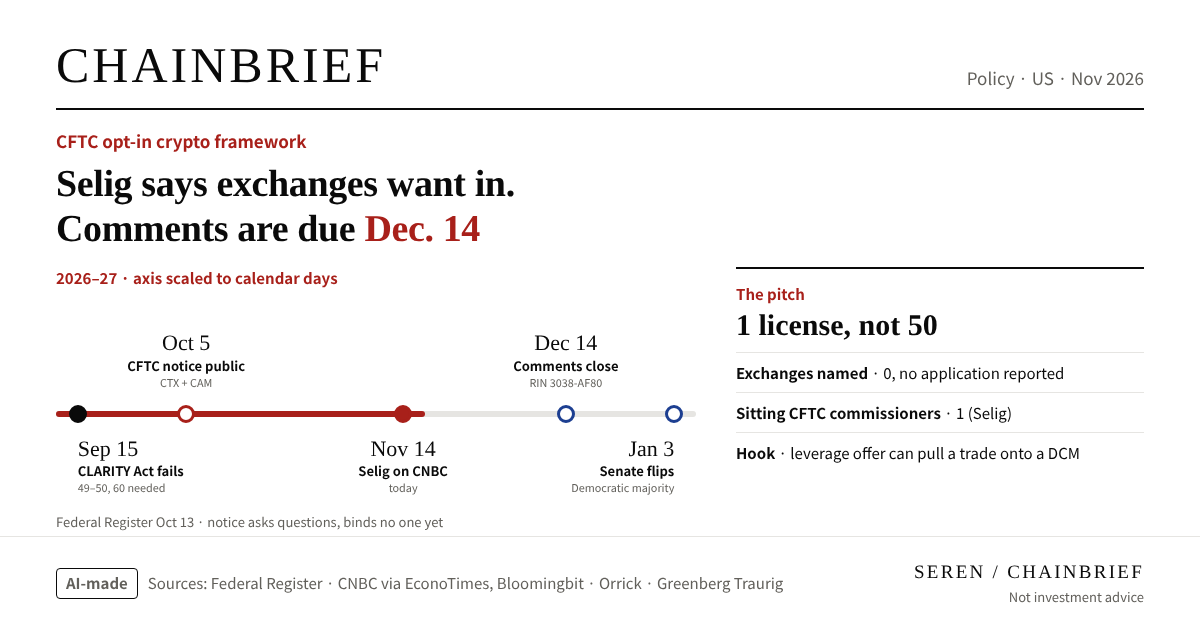 CHAINBRIEF
Policy · US · Nov 2026
CFTC opt-in crypto framework
Selig says exchanges want in.
Comments are due Dec. 14
2026–27 · axis scaled to calendar days
Oct 5
CFTC notice public
CTX + CAM
Dec 14
Comments close
RIN 3038-AF80
Sep 15
CLARITY Act fails
49–50, 60 needed
Nov 14
Selig on CNBC
today
Jan 3
Senate flips
Democratic majority
Federal Register Oct 13 · notice asks questions, binds no one yet
The pitch
1 license, not 50
Exchanges named · 0, no application reported
Sitting CFTC commissioners · 1 (Selig)
Hook · leverage offer can pull a trade onto a DCM
AI-made
Sources: Federal Register · CNBC via EconoTimes, Bloomingbit · Orrick · Greenberg Traurig
SEREN / CHAINBRIEF
Not investment advice